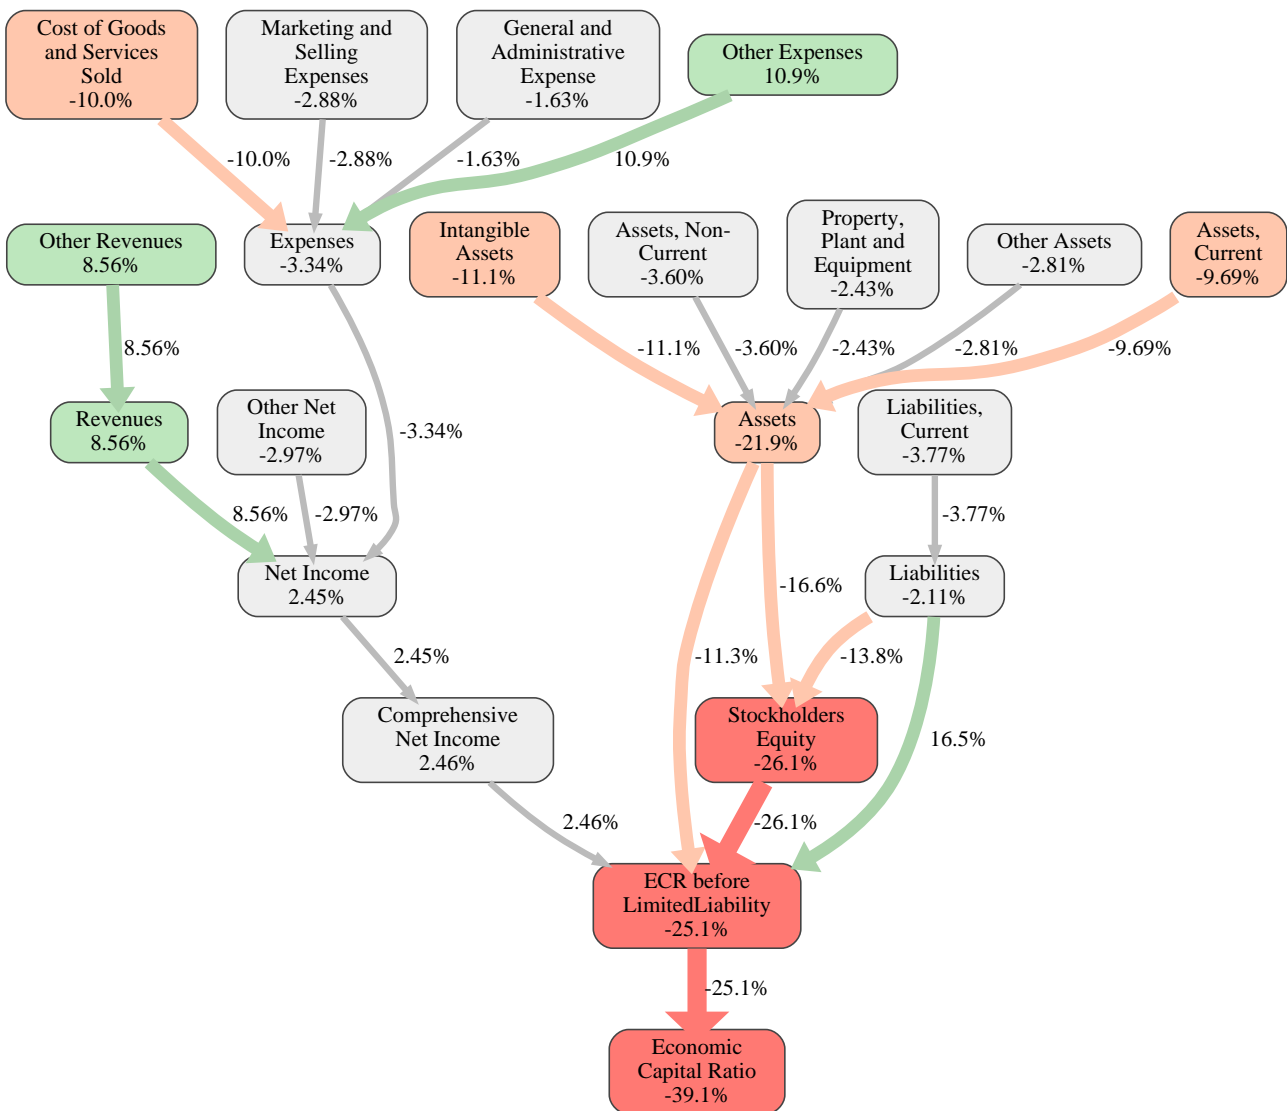 Cost of Goods
and Services
Sold
-10.0%
Marketing and
Selling
Expenses
-2.88%
General and
Administrative
Expense
-1.63%
Other Expenses
10.9%
-10.0%
-2.88%
-1.63%
10.9%
Other Revenues
8.56%
Expenses
-3.34%
Intangible
Assets
-11.1%
Assets, Non-
Current
-3.60%
Property,
Plant and
Equipment
-2.43%
Other Assets
-2.81%
Assets,
Current
-9.69%
8.56%
-11.1%
-3.60%
-2.43%
-2.81%
-9.69%
Revenues
8.56%
Other Net
Income
-2.97%
-3.34%
Assets
-21.9%
Liabilities,
Current
-3.77%
8.56%
-2.97%
-3.77%
Net Income
2.45%
-16.6%
Liabilities
-2.11%
2.45%
-11.3%
-13.8%
Comprehensive
Net Income
2.46%
Stockholders
Equity
-26.1%
16.5%
2.46%
-26.1%
ECR before
LimitedLiability
-25.1%
-25.1%
Economic
Capital Ratio
-39.1%